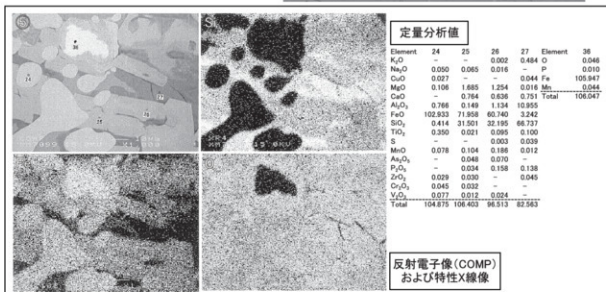 定量分析値
Element 24 25 26 27 Element 36
K₂O - - 0.002 0.484 O 0.046
Na₂O 0.050 0.065 0.016 - P 0.010
CuO 0.027 - - 0.044 Fe 105.947
MgO 0.106 1.685 1.254 0.016 Mn 0.044
CaO - 0.764 0.636 0.751 Total 106.047
Al₂O₃ 0.766 0.149 1.134 10.955
FeO 102.933 71.958 60.740 3.242
SiO₂ 0.414 31.501 32.195 66.737
TiO₂ 0.350 0.021 0.095 0.100
S - - 0.003 0.039
MnO 0.078 0.104 0.186 0.012
As₂O₃ - 0.048 0.070 -
P₂O₅ - 0.034 0.158 0.138
ZrO₂ 0.029 0.030 - 0.045
Cr₂O₃ 0.045 0.032 -
V₂O₃ 0.077 0.012 0.024 -
Total 104.875 106.403 96.513 82.563
反射電子像(COMP)
および特性X線像
36
24
27
26
25